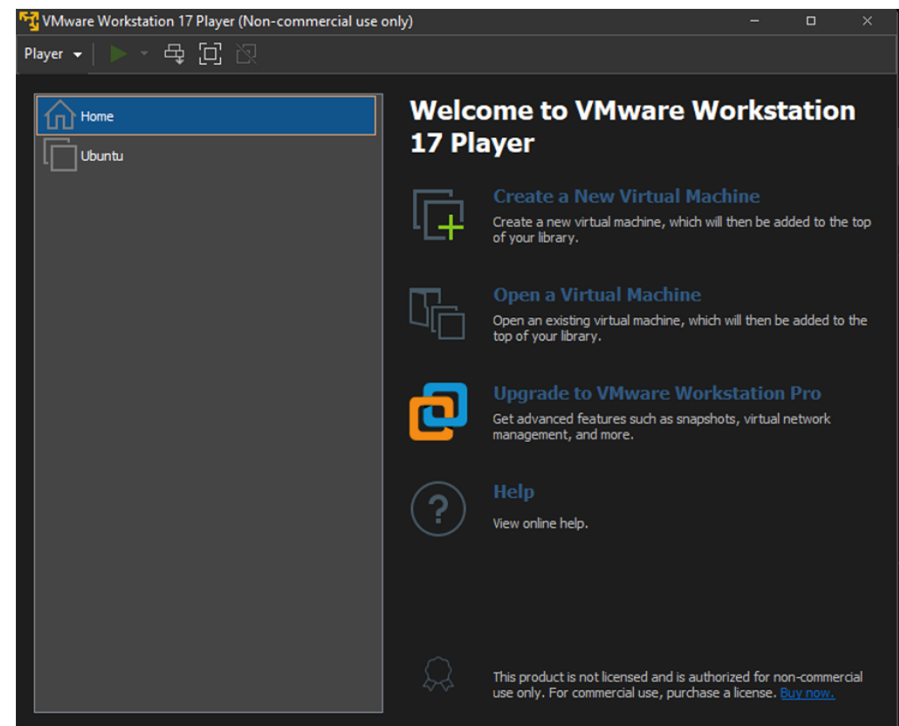 VMware Workstation 17 Player (Non-commercial use only)
Player
Home
Ubuntu
Welcome to VMware Workstation
17 Player
Create a New Virtual Machine
Create a new virtual machine, which will then be added to the top
of your library.
Open a Virtual Machine
Open an existing virtual machine, which will then be added to the
top of your library.
Upgrade to VMware Workstation Pro
Get advanced features such as snapshots, virtual network
management, and more.
Help
View online help.
This product is not licensed and is authorized for non-commercial
use only. For commercial use, purchase a license. Buy now.